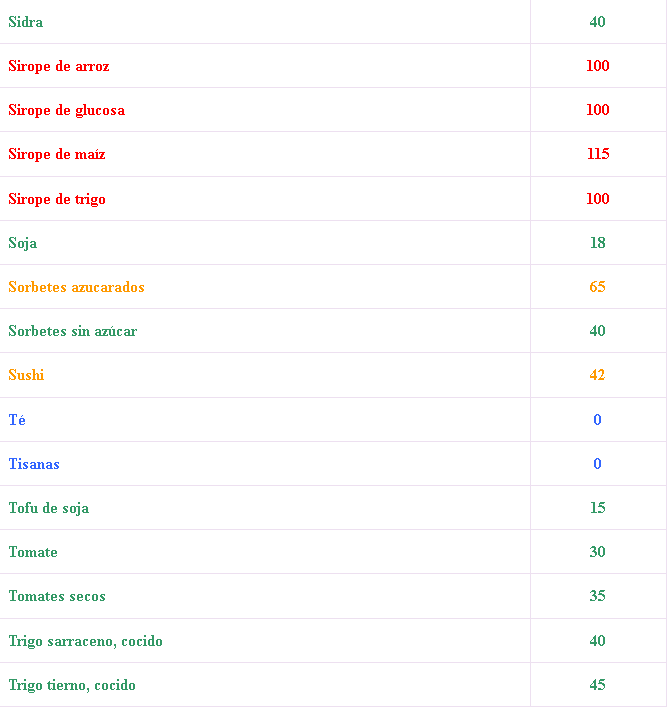 Sidra 40
Sirope de arroz 100
Sirope de glucosa 100
Sirope de maíz 115
Sirope de trigo 100
Soja 18
Sorbetes azucarados 65
Sorbetes sin azúcar 40
Sushi 42
Té 0
Tisanas 0
Tofu de soja 15
Tomate 30
Tomates secos 35
Trigo sarraceno, cocido 40
Trigo tierno, cocido 45